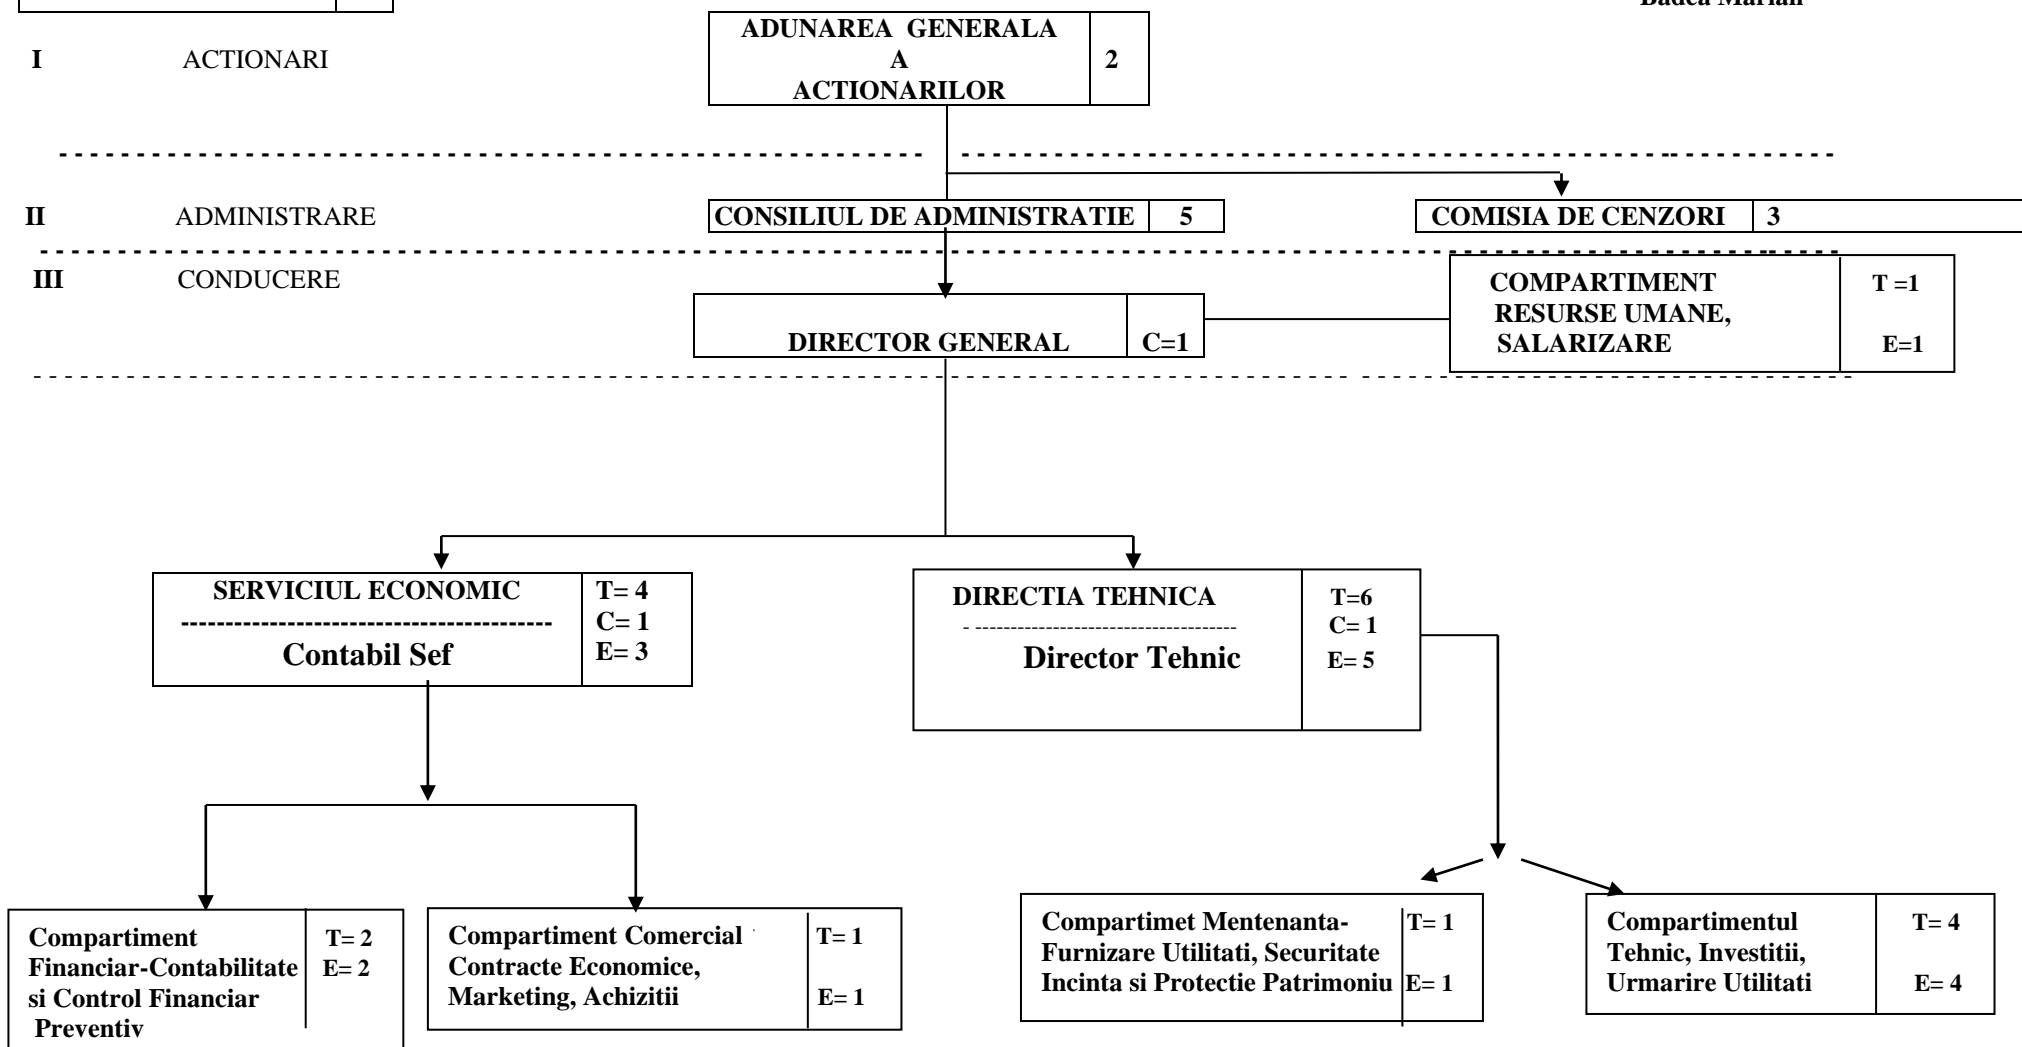 Badea Marian
I ACTIONARI
ADUNAREA GENERALA
A
ACTIONARILOR
2
II ADMINISTRARE
CONSILIUL DE ADMINISTRATIE 5
COMISIA DE CENZORI 3
III CONDUCERE
DIRECTOR GENERAL C=1
COMPARTIMENT
RESURSE UMANE,
SALARIZARE
T =1
E=1
SERVICIUL ECONOMIC
Contabil Sef
T= 4
C= 1
E= 3
DIRECTIA TEHNICA
Director Tehnic
T=6
C= 1
E= 5
Compartiment
Financiar-Contabilitate
si Control Financiar
Preventiv
T= 2
E= 2
Compartiment Comercial
Contracte Economice,
Marketing, Achizitii
T= 1
E= 1
Compartimet Mentenanta-
Furnizare Utilitati, Securitate
Incinta si Protectie Patrimoniu
T= 1
E= 1
Compartimentul
Tehnic, Investitii,
Urmarire Utilitati
T= 4
E= 4